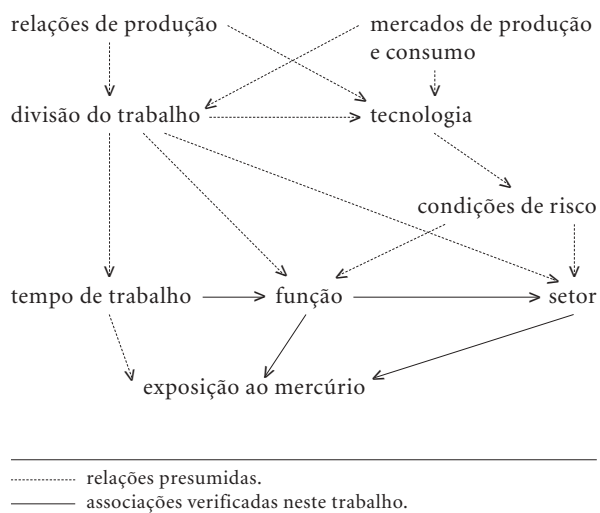 relações de produção
mercados de produção
e consumo
divisão do trabalho
tecnologia
condições de risco
tempo de trabalho
função
setor
exposição ao mercúrio
relações presumidas.
associações verificadas neste trabalho.